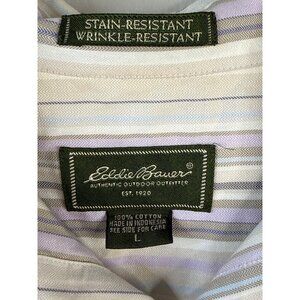 STAIN-RESISTANT
WRINKLE-RESISTANT
Eddie Bauer
AUTHENTIC OUTDOOR OUTFITTER
EST. 1920
100% COTTON
MADE IN INDONESIA
SEE SIDE FOR CARE
L